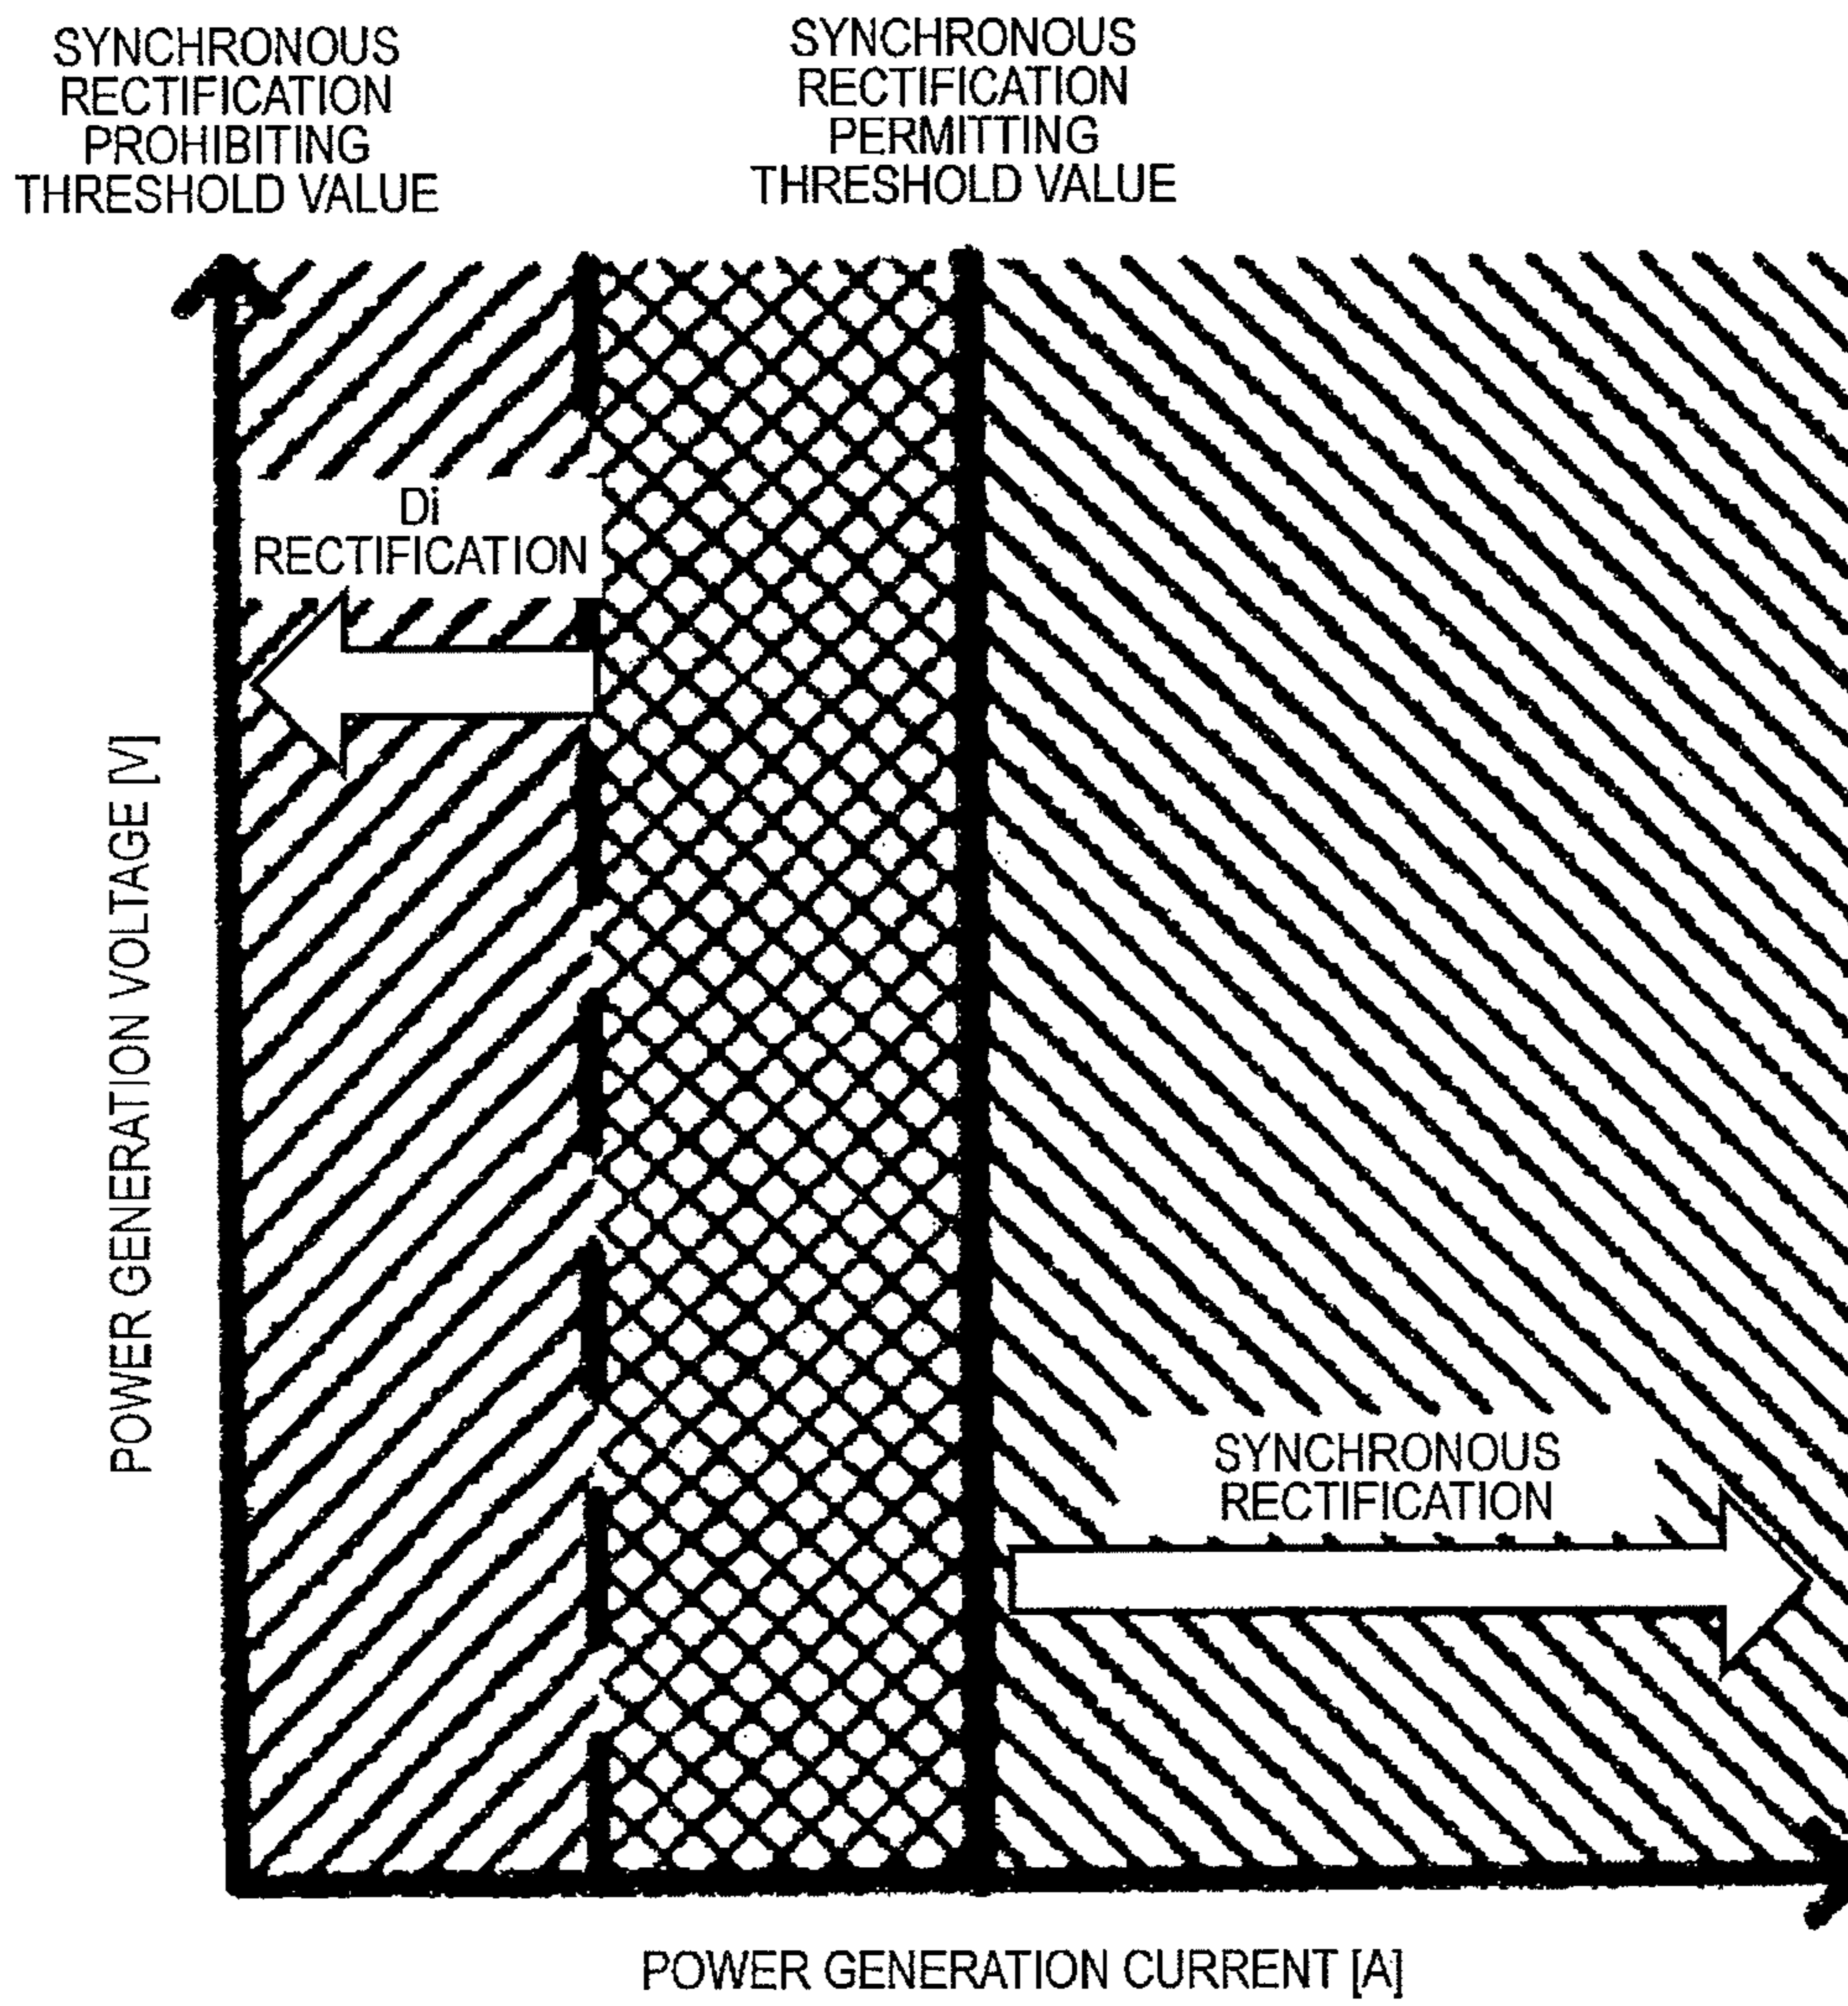 SYNCHRONOUS
RECTIFICATION
PROHIBITING
THRESHOLD VALUE
SYNCHRONOUS
RECTIFICATION
PERMITTING
THRESHOLD VALUE
Di
RECTIFICATION
POWER GENERATION VOLTAGE [V]
SYNCHRONOUS
RECTIFICATION
POWER GENERATION CURRENT [A]